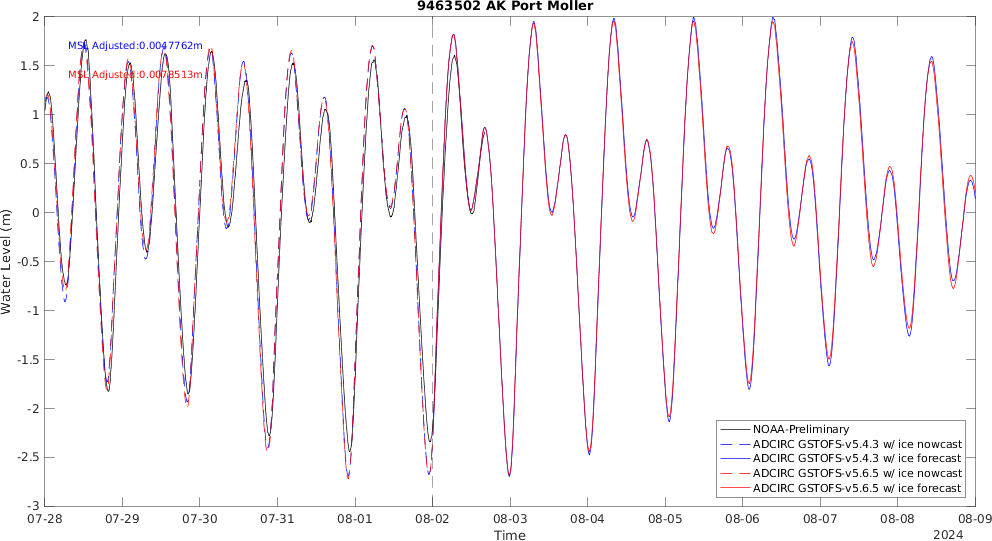 9463502 AK Port Moller
MSL Adjusted:0.0047762m
MSL Adjusted:0.0078513m
Water Level (m)
2
1.5
1
0.5
0
-0.5
-1
-1.5
-2
-2.5
-3
NOAA-Preliminary
ADCIRC GSTOFS-v5.4.3 w/ ice nowcast
ADCIRC GSTOFS-v5.4.3 w/ ice forecast
ADCIRC GSTOFS-v5.6.5 w/ ice nowcast
ADCIRC GSTOFS-v5.6.5 w/ ice forecast
07-28 07-29 07-30 07-31 08-01 08-02 08-03 08-04 08-05 08-06 08-07 08-08 08-09
Time
2024